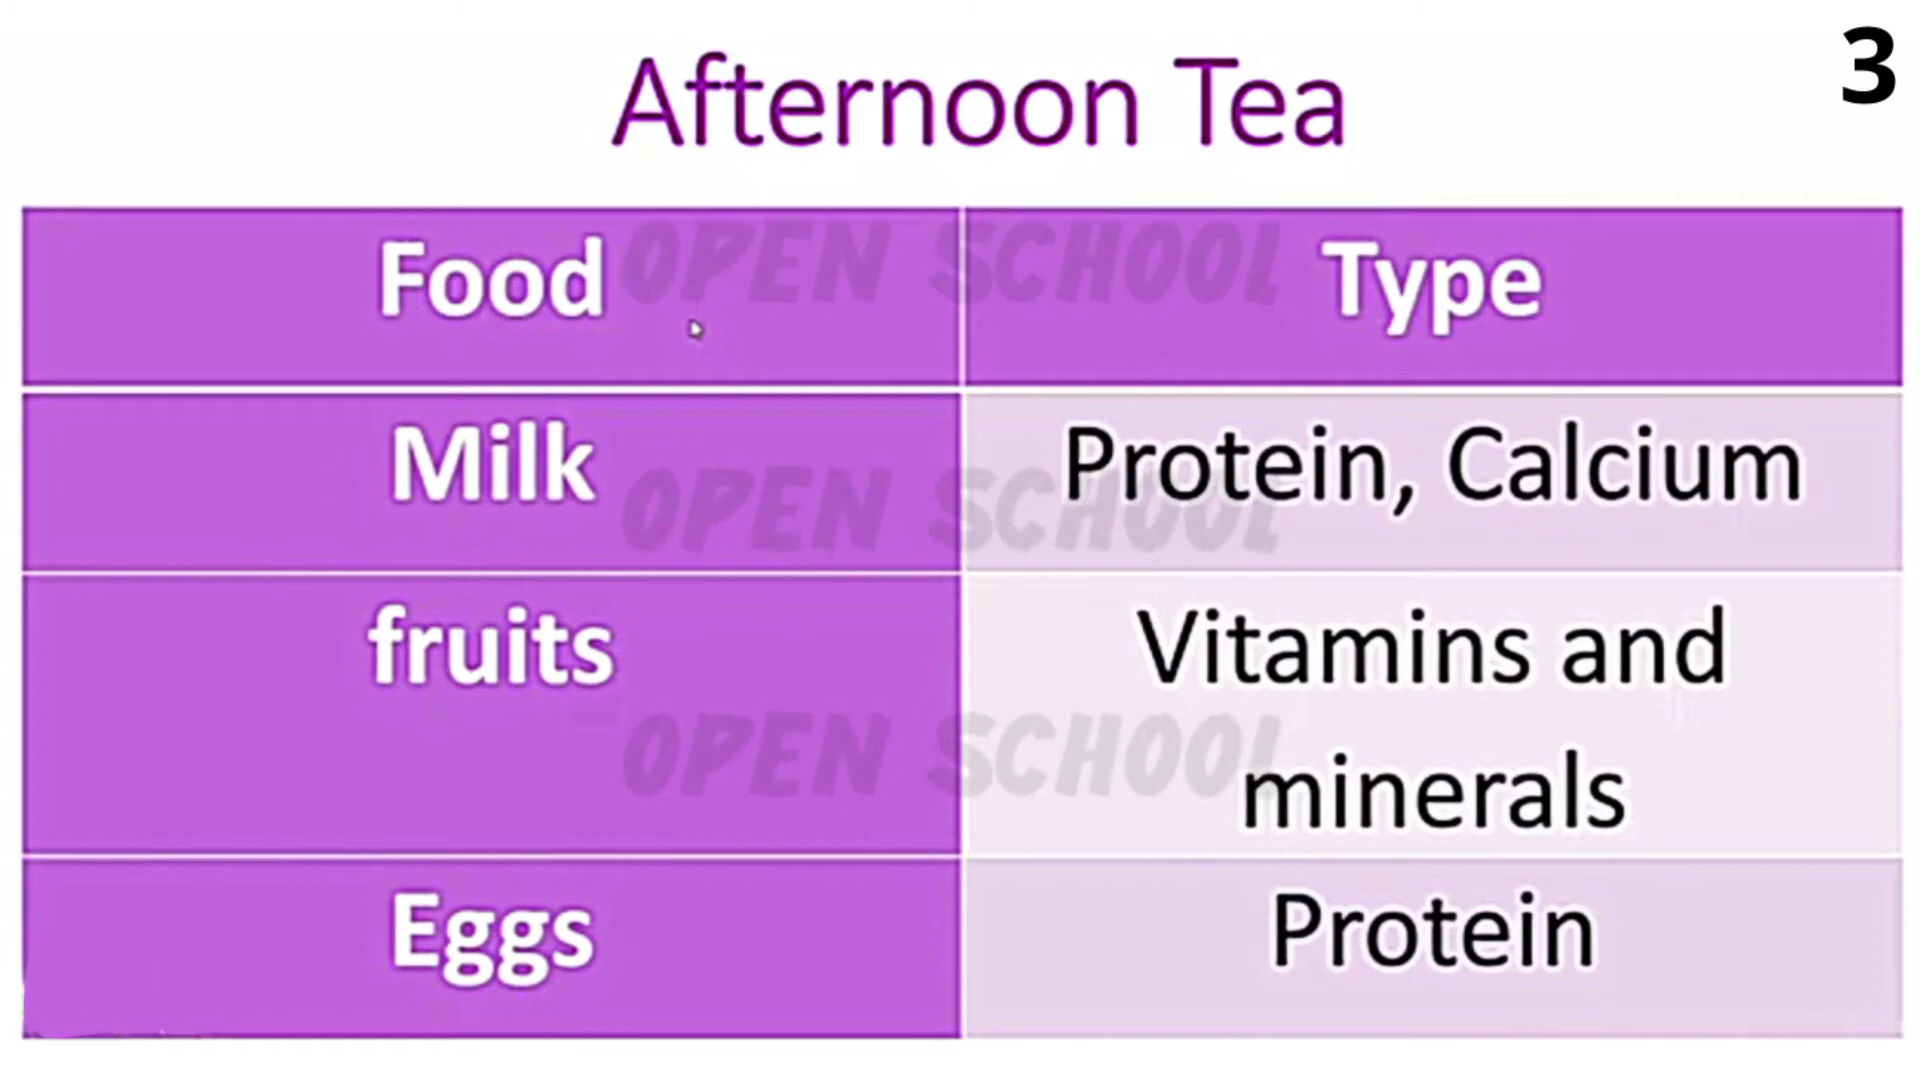 3
Afternoon Tea
Food Type
Milk Protein, Calcium
fruits Vitamins and
minerals
Eggs Protein
OPEN SCHOOL
OPEN SCHOOL
OPEN SCHOOL